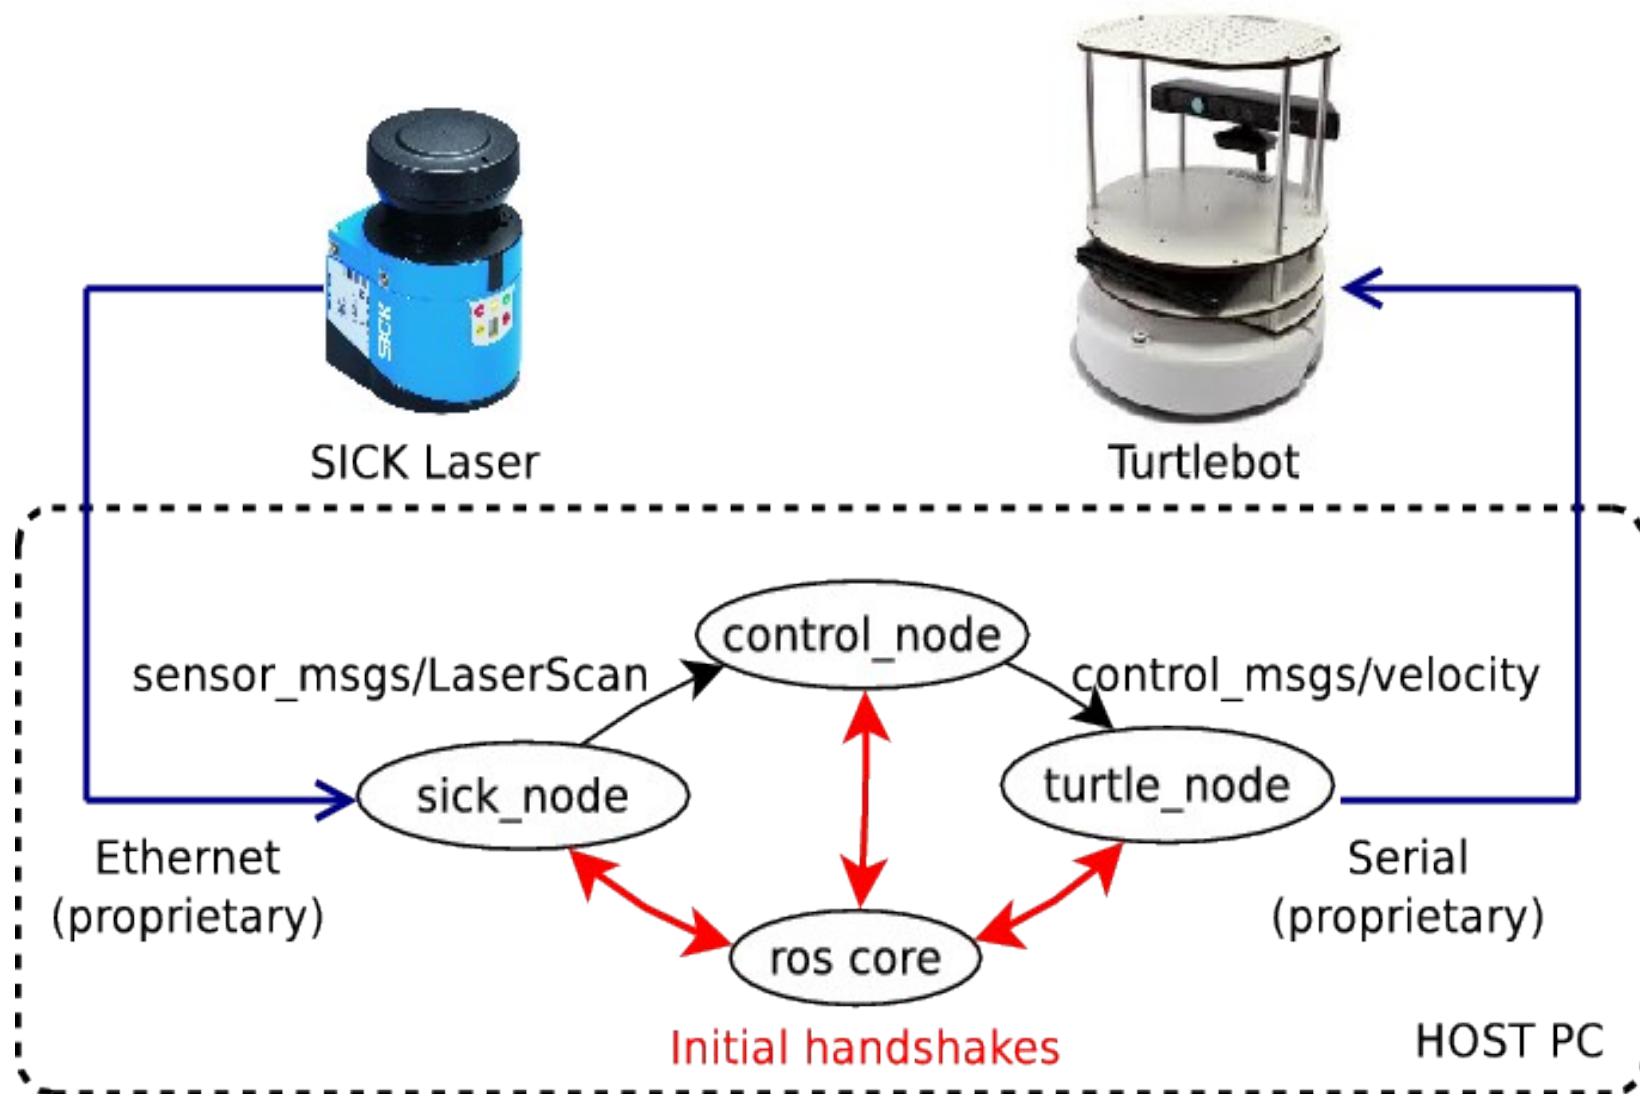 SICK
SICK Laser
Turtlebot
control_node
sensor_msgs/LaserScan
control_msgs/velocity
sick_node
turtle_node
Ethernet
(proprietary)
Serial
(proprietary)
ros core
Initial handshakes
HOST PC